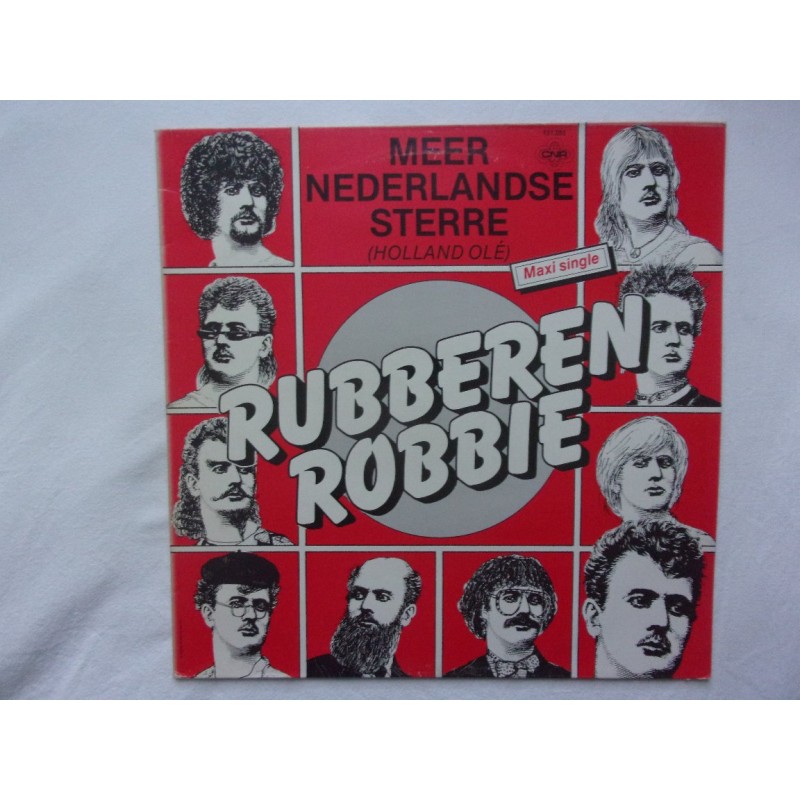 MEER
NEDERLANDSE
STERRE
(HOLLAND OLÉ)
CNR
Maxi single
RUBBEREN
ROBBIE